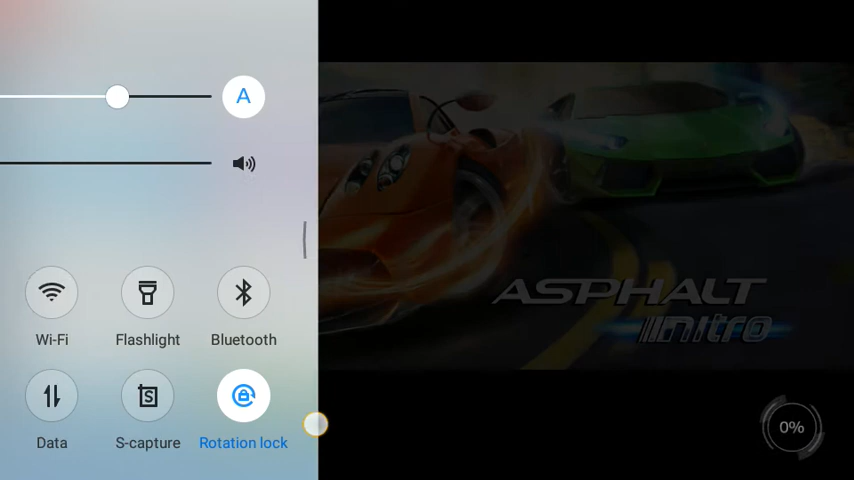 A
Wi-Fi
Flashlight
Bluetooth
S
Data
S-capture
Rotation lock
ASPHALT
nitro
0%